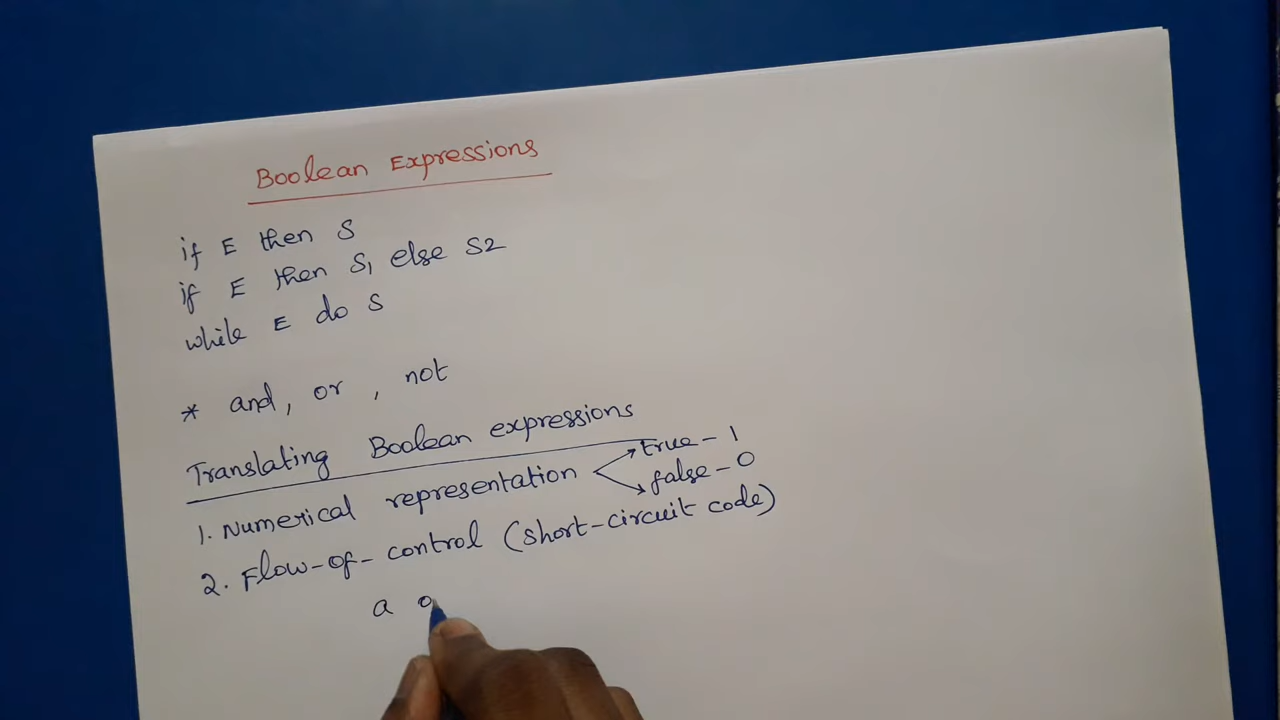 Boolean Expressions
if E then S
if E then S1 else S2
while E do S
* and, or, not
Translating Boolean expressions
1. Numerical representation true - 1
false - 0
2. Flow-of-control (short-circuit code)
a o